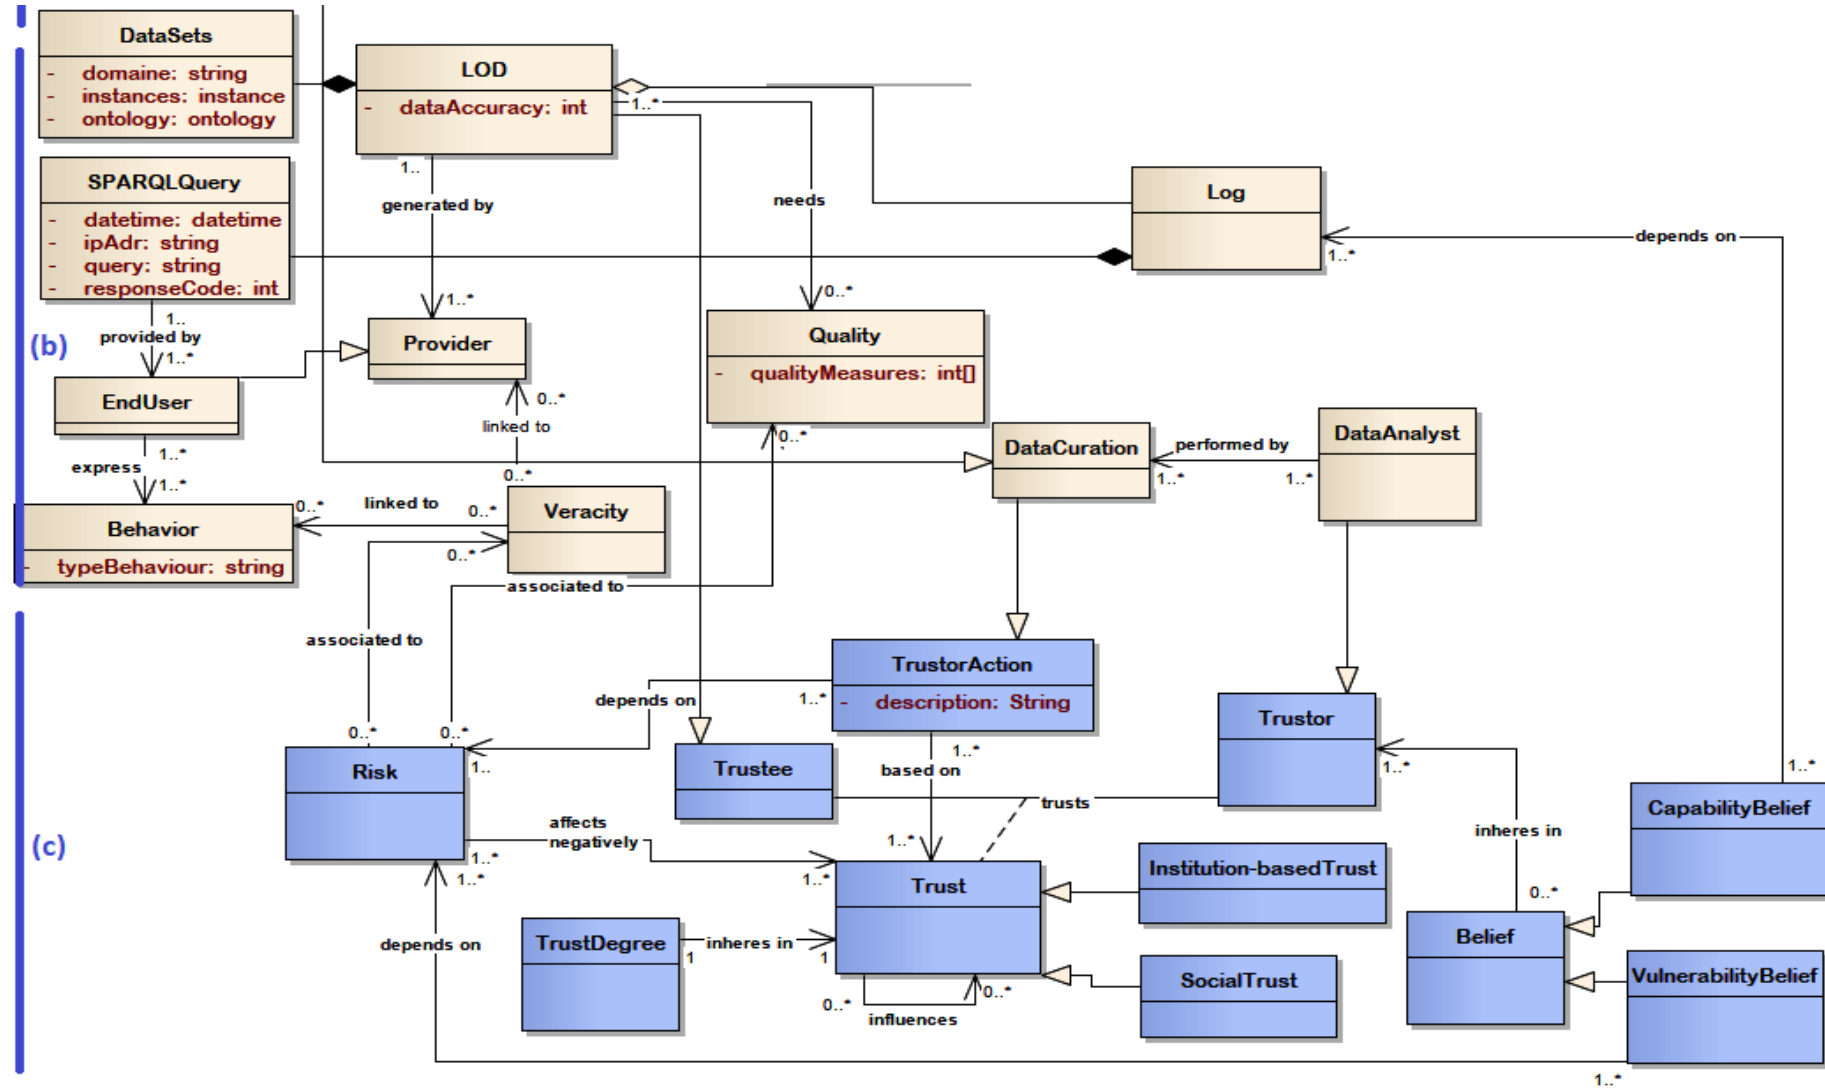 DataSets
- domaine: string
- instances: instance
- ontology: ontology
LOD
- dataAccuracy: int
1..*
1..
generated by
needs
SPARQLQuery
- datetime: datetime
- ipAdr: string
- query: string
- responseCode: int
Log
depends on
1..*
1..
provided by
1..*
1..*
0..*
(b)
Provider
Quality
- qualityMeasures: int[]
EndUser
0..*
linked to
0..*
1..*
express
1..*
0..*
DataCuration
performed by
1..*
1..*
DataAnalyst
Behavior
- typeBehaviour: string
0..*
linked to
0..*
0..*
Veracity
associated to
associated to
0..*
0..*
TrustorAction
- description: String
1..*
depends on
1..
1..*
based on
1..*
Trustor
1..*
Risk
Trustee
trusts
(c)
affects
negatively
1..*
1..*
1..*
inheres in
0..*
1..*
CapabilityBelief
Trust
Institution-basedTrust
TrustDegree
inheres in
1
1
depends on
SocialTrust
Belief
VulnerabilityBelief
0..*
0..*
influences
1..*